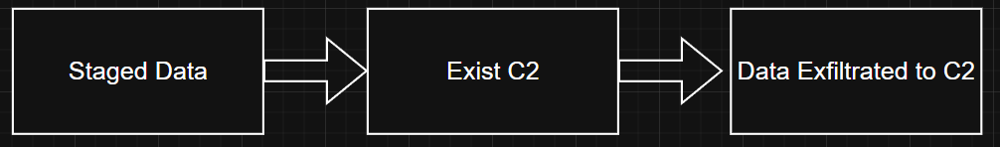 Staged Data
Exist C2
Data Exfiltrated to C2